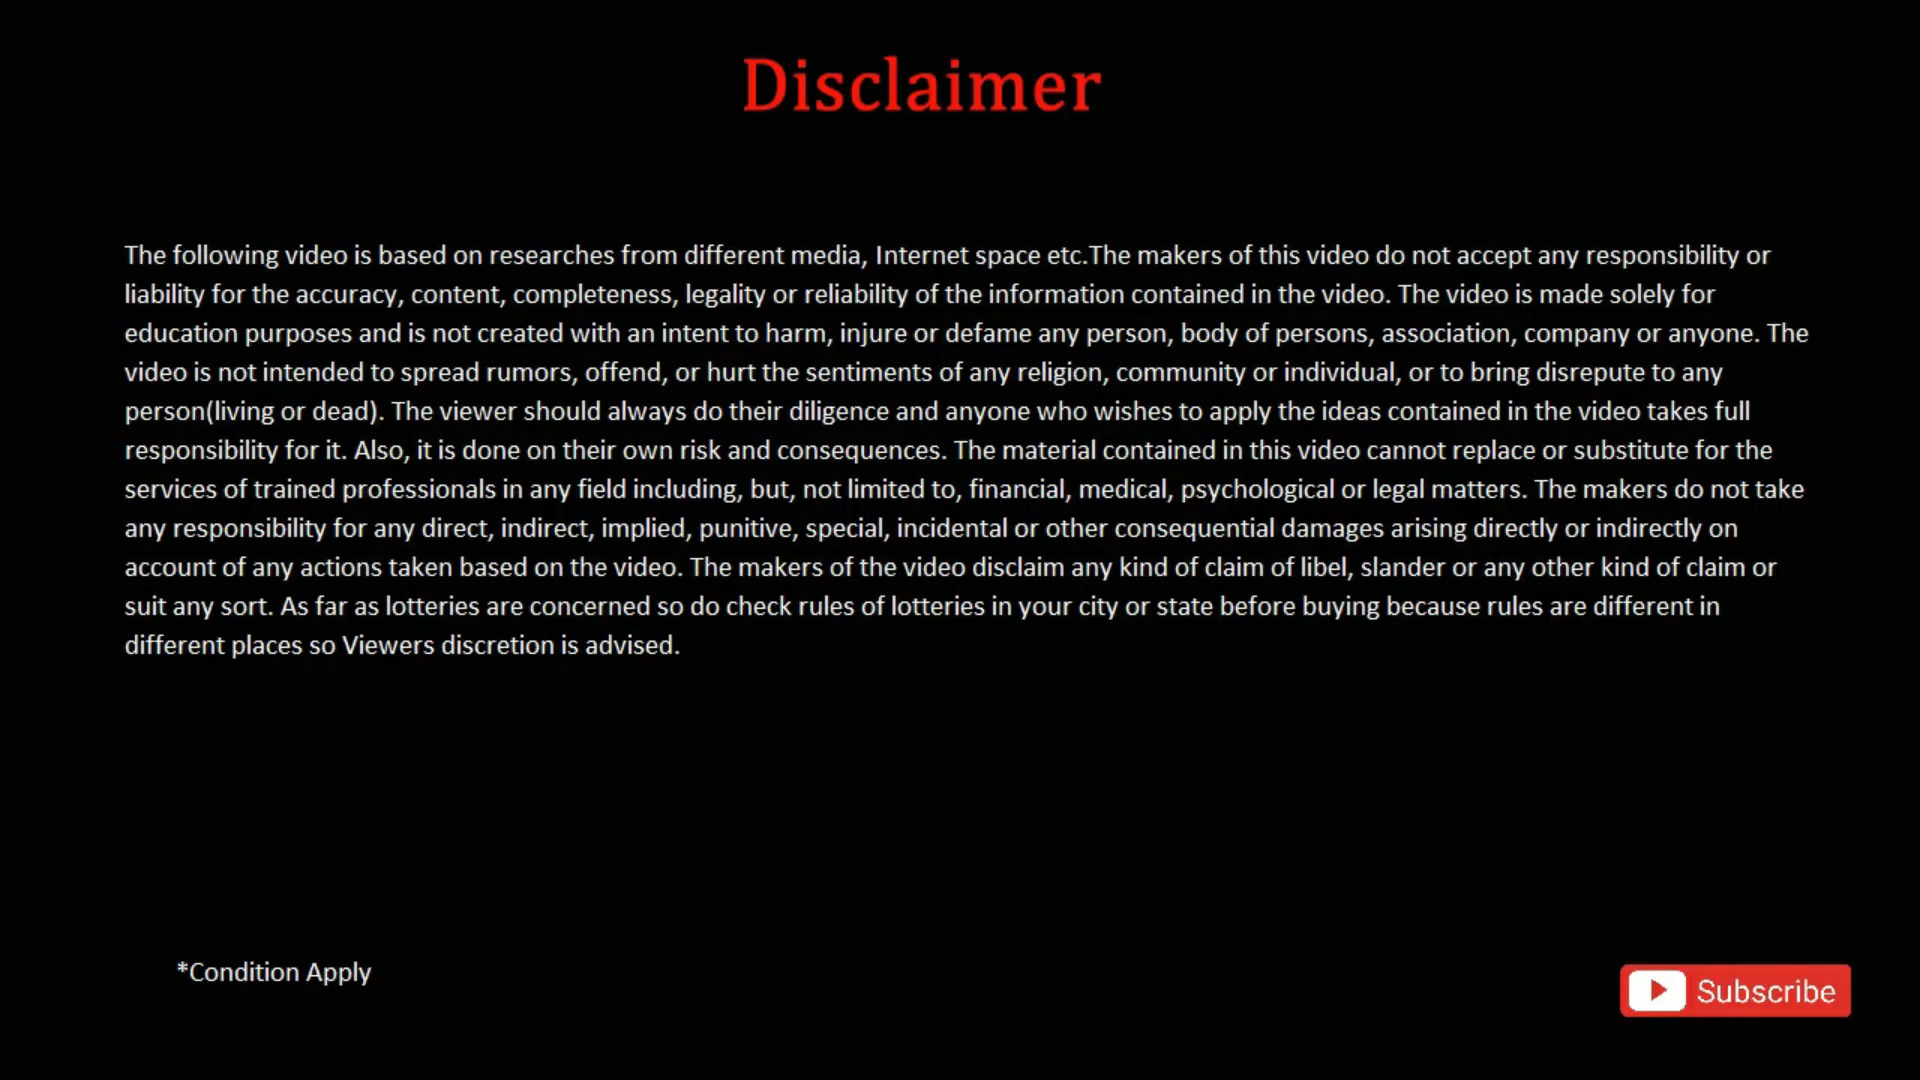 Disclaimer
The following video is based on researches from different media, Internet space etc.The makers of this video do not accept any responsibility or
liability for the accuracy, content, completeness, legality or reliability of the information contained in the video. The video is made solely for
education purposes and is not created with an intent to harm, injure or defame any person, body of persons, association, company or anyone. The
video is not intended to spread rumors, offend, or hurt the sentiments of any religion, community or individual, or to bring disrepute to any
person(living or dead). The viewer should always do their diligence and anyone who wishes to apply the ideas contained in the video takes full
responsibility for it. Also, it is done on their own risk and consequences. The material contained in this video cannot replace or substitute for the
services of trained professionals in any field including, but, not limited to, financial, medical, psychological or legal matters. The makers do not take
any responsibility for any direct, indirect, implied, punitive, special, incidental or other consequential damages arising directly or indirectly on
account of any actions taken based on the video. The makers of the video disclaim any kind of claim of libel, slander or any other kind of claim or
suit any sort. As far as lotteries are concerned so do check rules of lotteries in your city or state before buying because rules are different in
different places so Viewers discretion is advised.
*Condition Apply
Subscribe